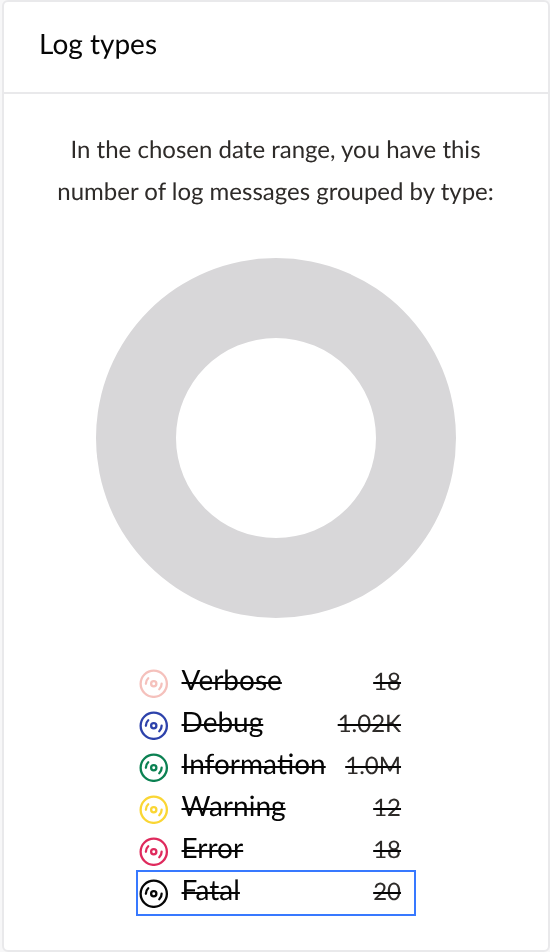 Log types
In the chosen date range, you have this
number of log messages grouped by type:
Verbose 18
Debug 1.02K
Information 1.0M
Warning 12
Error 18
Fatal 20